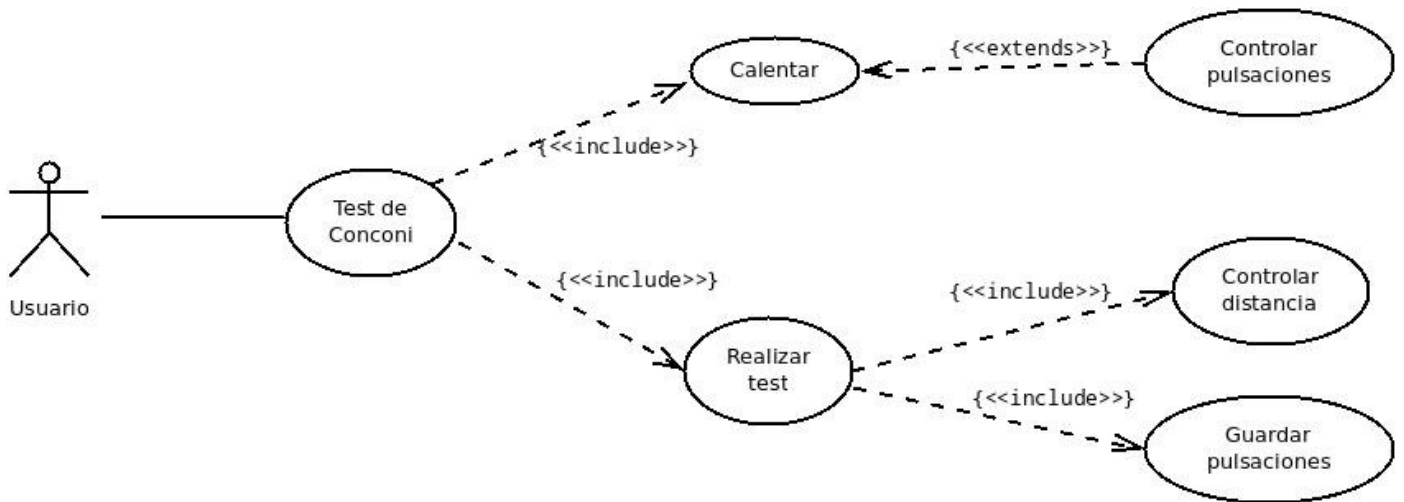 Calentar
{<<extends>>}
Controlar
pulsaciones
{<<include>>}
Test de
Conconi
Usuario
{<<include>>}
Realizar
test
{<<include>>}
Controlar
distancia
{<<include>>}
Guardar
pulsaciones